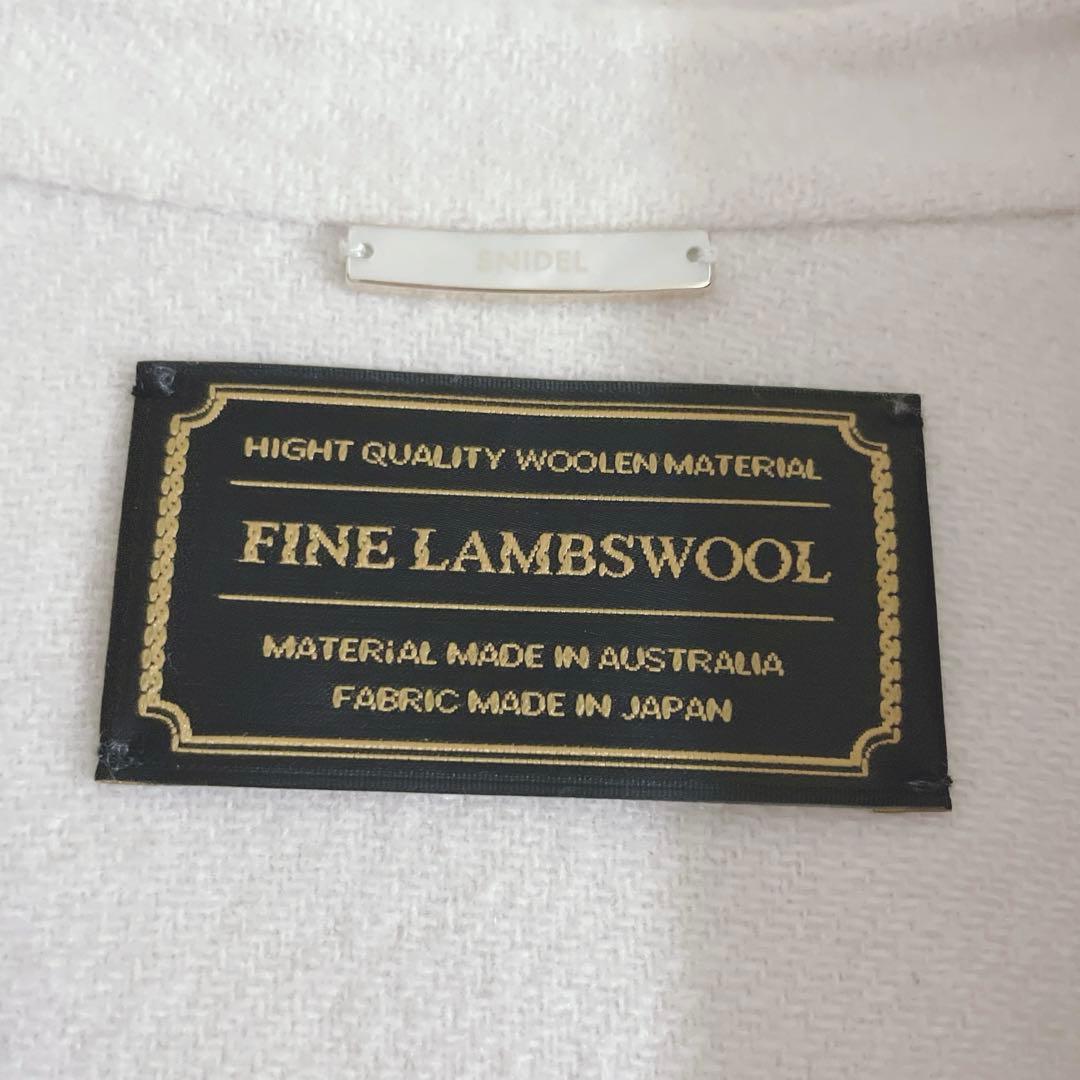 SNIDEL
HIGHT QUALITY WOOLEN MATERIAL
FINE LAMBSWOOL
MATERIAL MADE IN AUSTRALIA
FABRIC MADE IN JAPAN